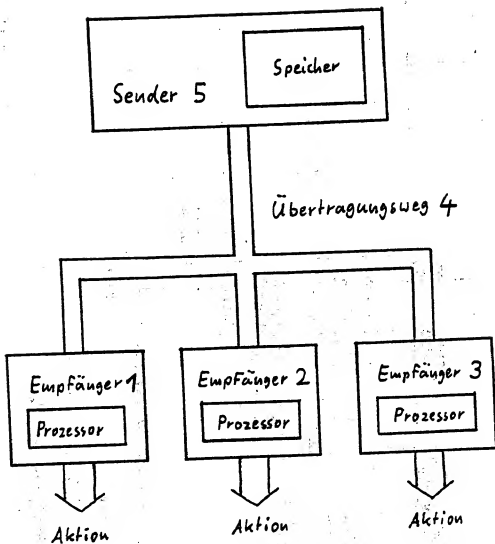 Speicher
Sender 5
Übertragungsweg 4
Empfänger 1
Empfänger 2
Empfänger 3
Prozessor
Prozessor
Prozessor
Aktion
Aktion
Aktion